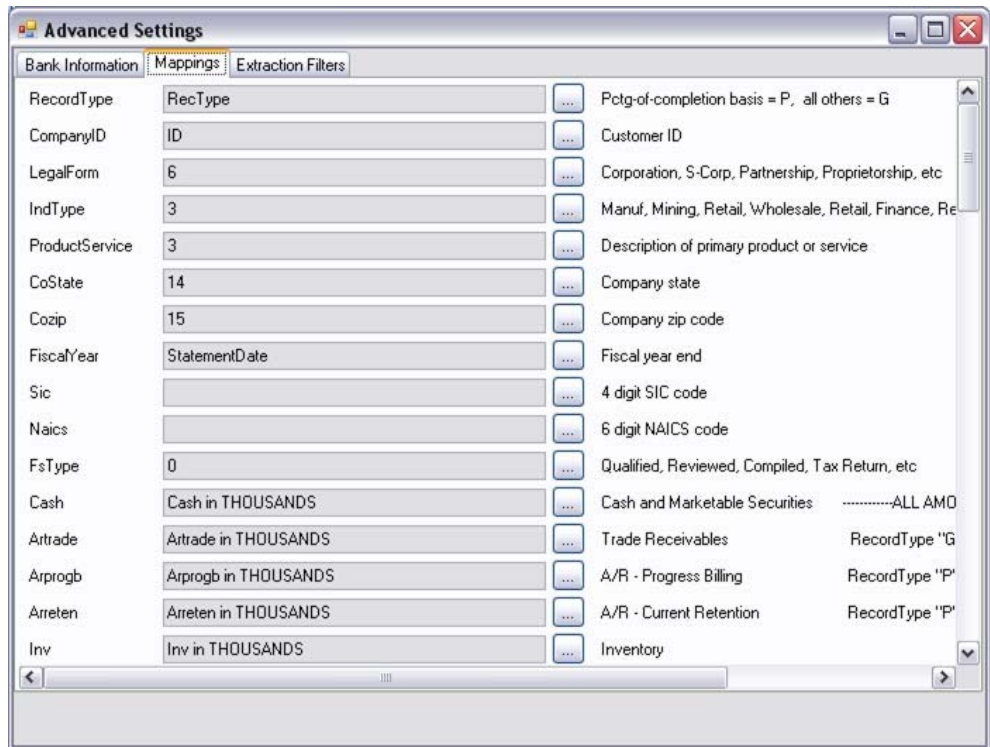 Advanced Settings
Bank Information Mappings Extraction Filters
RecordType RecType ... Pctg-of-completion basis = P, all others = G
CompanyID ID ... Customer ID
LegalForm 6 ... Corporation, S-Corp, Partnership, Proprietorship, etc
IndType 3 ... Manuf, Mining, Retail, Wholesale, Retail, Finance, Re
ProductService 3 ... Description of primary product or service
CoState 14 ... Company state
Cozip 15 ... Company zip code
FiscalYear StatementDate ... Fiscal year end
Sic ... 4 digit SIC code
Naics ... 6 digit NAICS code
FsType 0 ... Qualified, Reviewed, Compiled, Tax Return, etc
Cash Cash in THOUSANDS ... Cash and Marketable Securities -----------ALL AMO
Artrade Artrade in THOUSANDS ... Trade Receivables RecordType "G
Arprogb Arprogb in THOUSANDS ... A/R - Progress Billing RecordType "P"
Arreten Arreten in THOUSANDS ... A/R - Current Retention RecordType "P"
Inv Inv in THOUSANDS ... Inventory